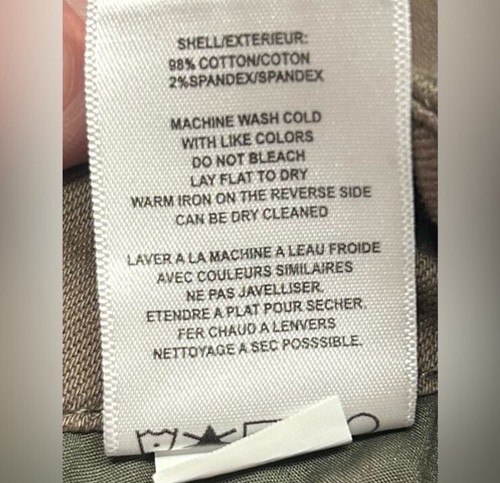 SHELL/EXTERIEUR:
98% COTTON/COTON
2%SPANDEX/SPANDEX
MACHINE WASH COLD
WITH LIKE COLORS
DO NOT BLEACH
LAY FLAT TO DRY
WARM IRON ON THE REVERSE SIDE
CAN BE DRY CLEANED
LAVER A LA MACHINE A LEAU FROIDE
AVEC COULEURS SIMILAIRES
NE PAS JAVELLISER.
ETENDRE A PLAT POUR SECHER.
FER CHAUD A LENVERS
NETTOYAGE A SEC POSSSIBLE.